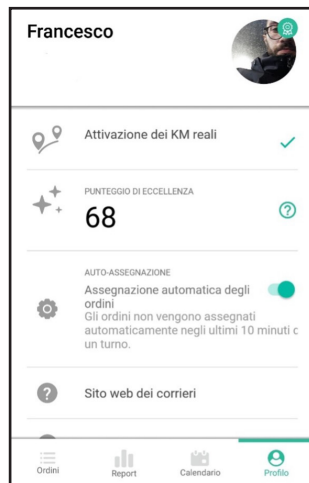 Francesco
Attivazione dei KM reali
PUNTEGGIO DI ECCELLENZA
68
AUTO-ASSEGNAZIONE
Assegnazione automatica degli
ordini
Gli ordini non vengono assegnati
automaticamente negli ultimi 10 minuti c
un turno.
Sito web dei corrieri
Ordini
Report
Calendario
Profilo